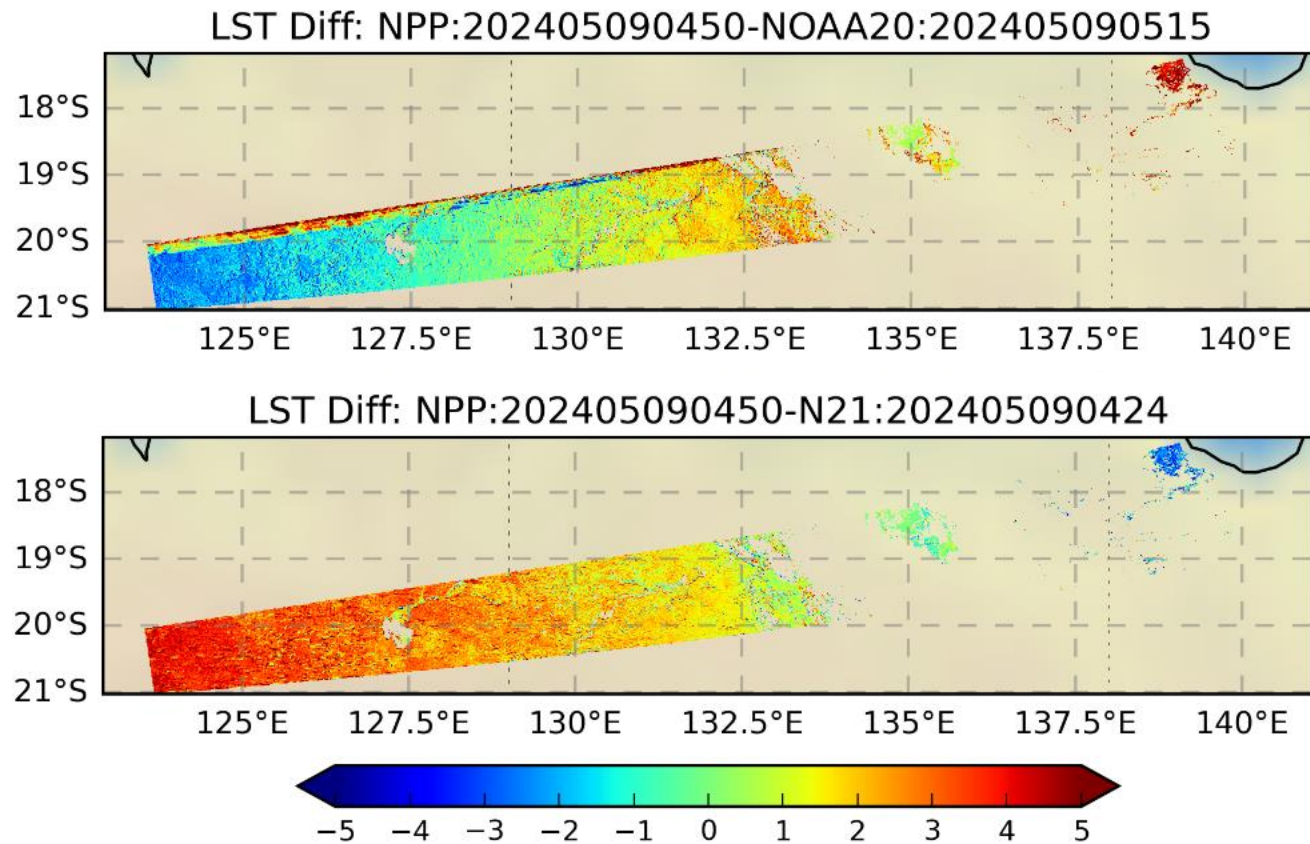 LST Diff: NPP:202405090450-NOAA20:202405090515
18°S
19°S
20°S
21°S
125°E 127.5°E 130°E 132.5°E 135°E 137.5°E 140°E
LST Diff: NPP:202405090450-N21:202405090424
18°S
19°S
20°S
21°S
125°E 127.5°E 130°E 132.5°E 135°E 137.5°E 140°E
−5 −4 −3 −2 −1 0 1 2 3 4 5